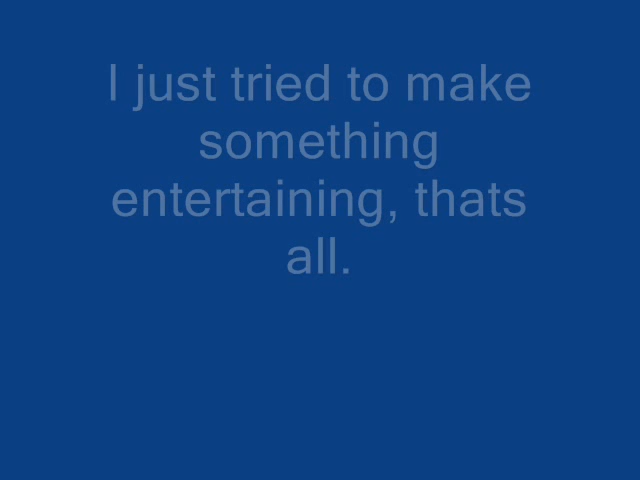 I just tried to make
something
entertaining, thats
all.